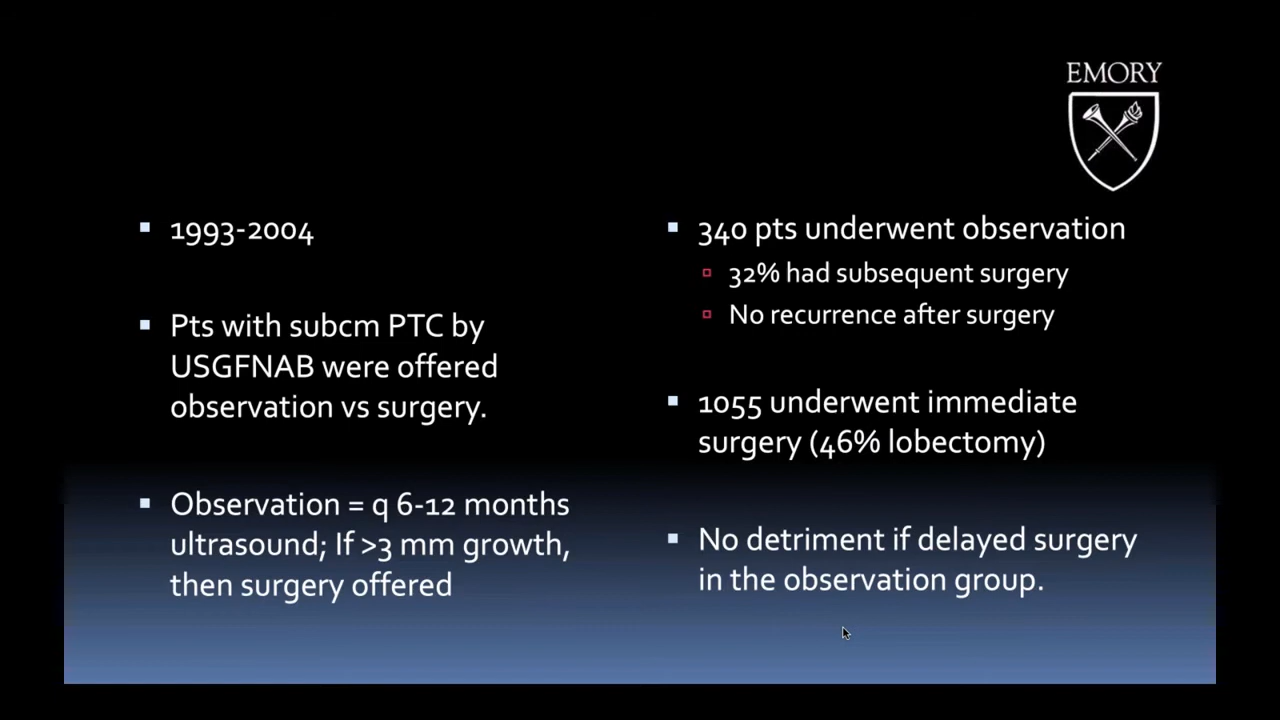 EMORY
1993-2004
Pts with subcm PTC by
USGFNAB were offered
observation vs surgery.
Observation = q 6-12 months
ultrasound; If >3 mm growth,
then surgery offered
340 pts underwent observation
32% had subsequent surgery
No recurrence after surgery
1055 underwent immediate
surgery (46% lobectomy)
No detriment if delayed surgery
in the observation group.